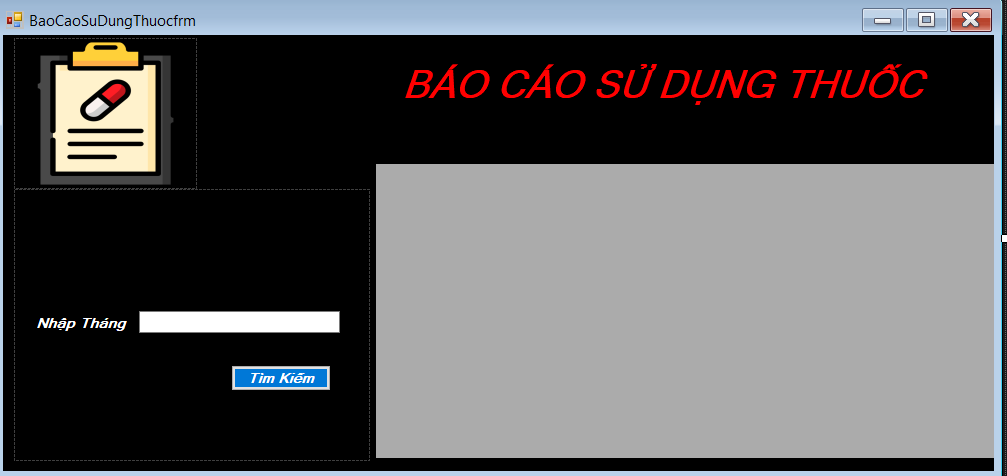 BaoCaoSuDungThuocfrm
BÁO CÁO SỬ DỤNG THUỐC
Nhập Tháng
Tìm Kiếm